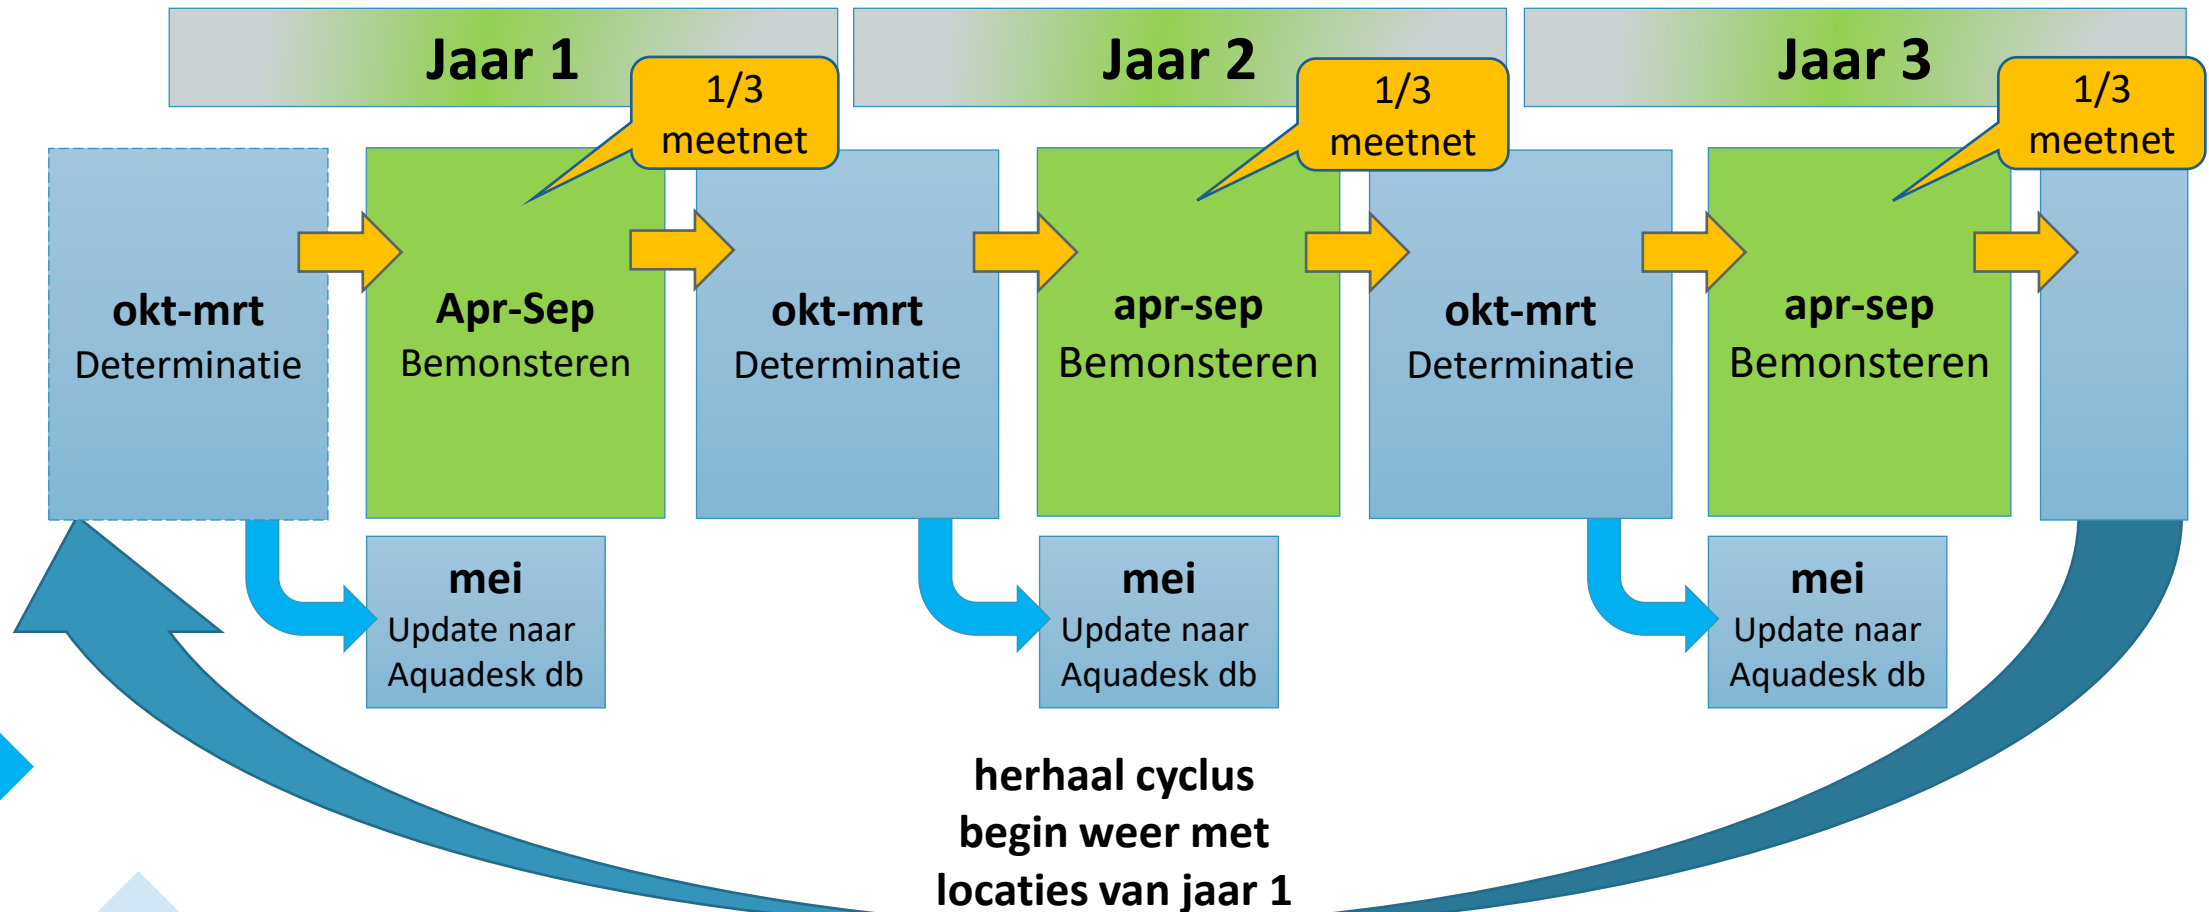 Jaar 1
Jaar 2
Jaar 3
1/3
meetnet
1/3
meetnet
1/3
meetnet
okt-mrt
Determinatie
Apr-Sep
Bemonsteren
okt-mrt
Determinatie
apr-sep
Bemonsteren
okt-mrt
Determinatie
apr-sep
Bemonsteren
mei
Update naar
Aquadesk db
mei
Update naar
Aquadesk db
mei
Update naar
Aquadesk db
herhaal cyclus
begin weer met
locaties van jaar 1